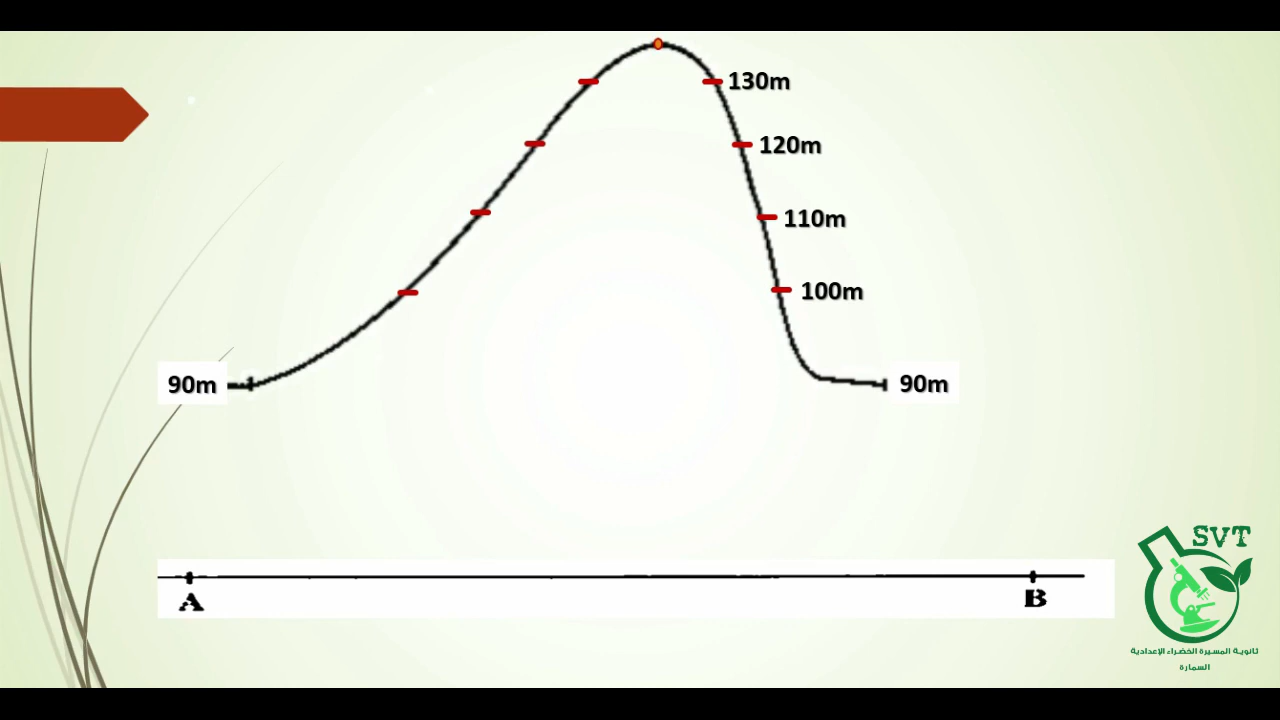 130m
120m
110m
100m
90m
90m
A
B
SVT
ثانوية المسيرة الخضراء الإعدادية
السمارة